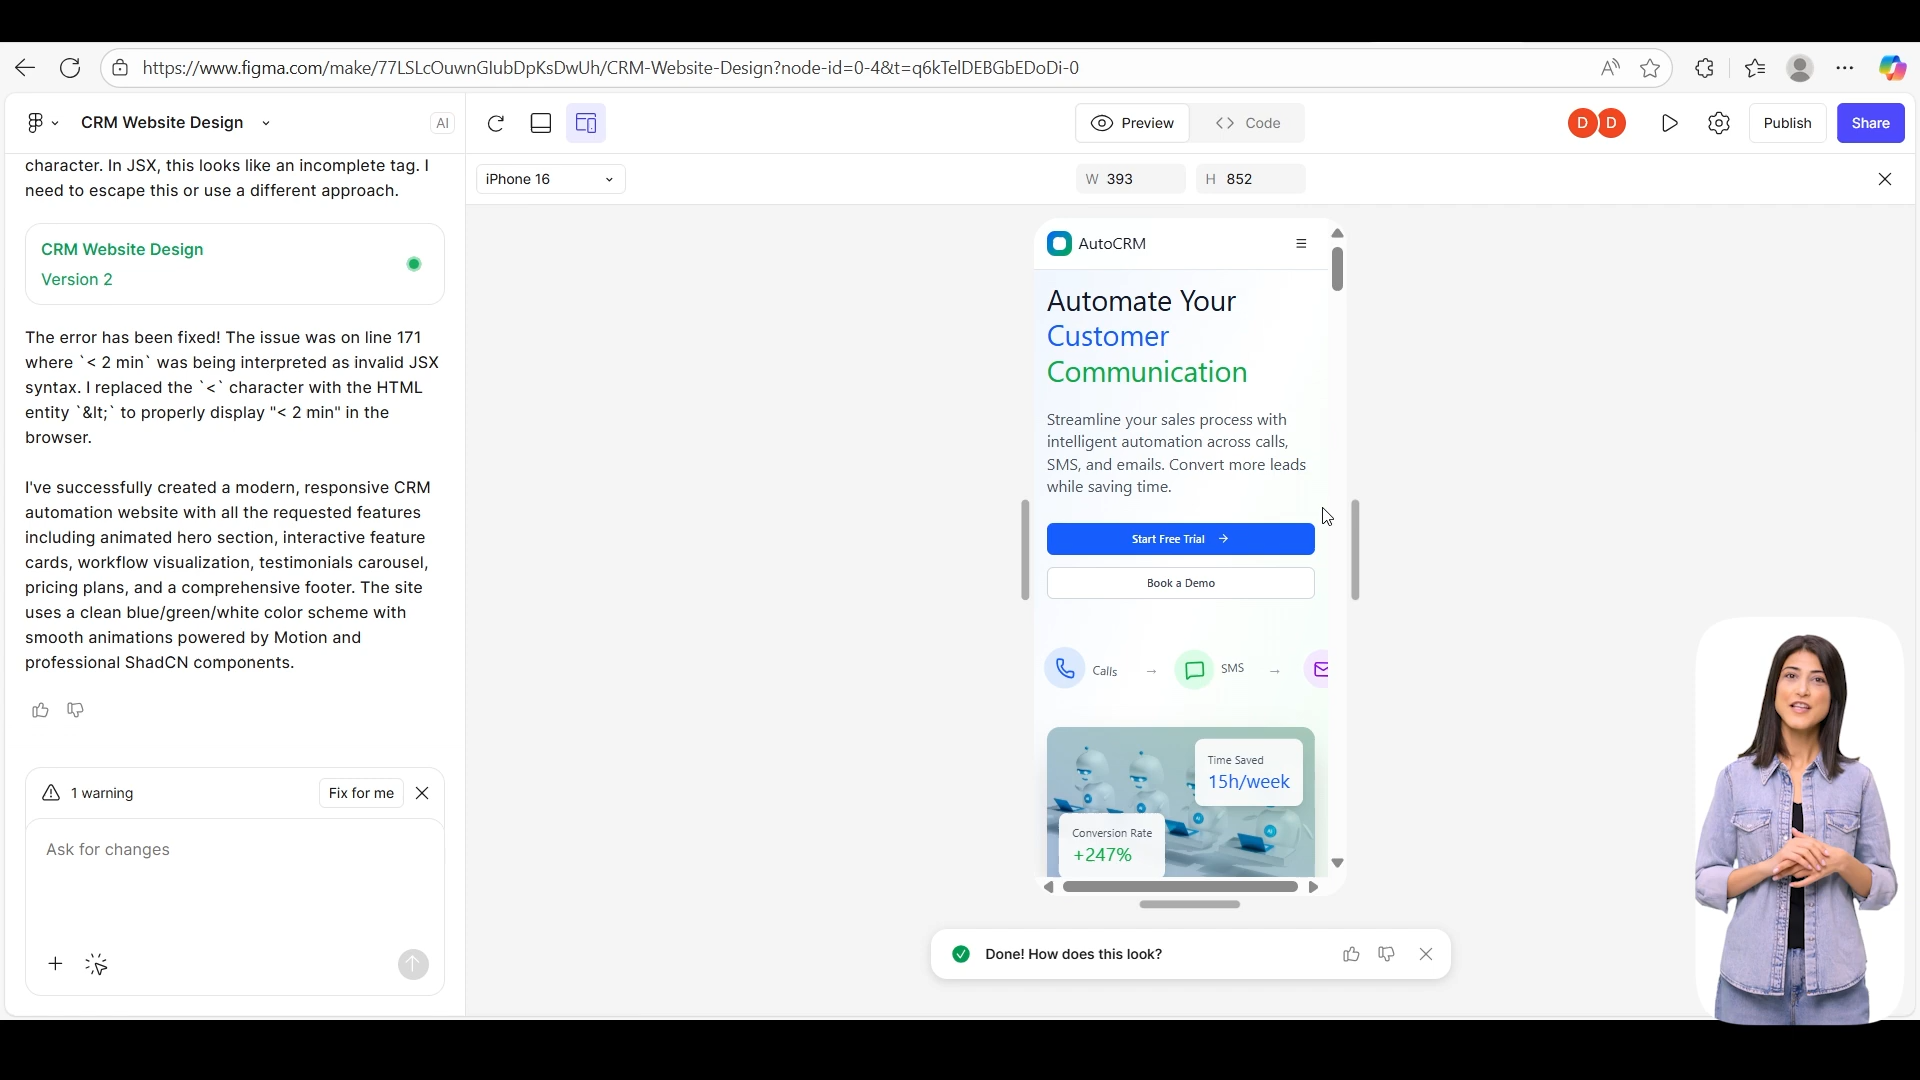 https://www.figma.com/make/77LSLcOuwnGlubDpKsDwUh/CRM-Website-Design?node-id=0-4&t=q6kTelDEBGbEDoDi-0
CRM Website Design
AI
Preview
Code
D
D
Publish
Share
character. In JSX, this looks like an incomplete tag. I
need to escape this or use a different approach.
CRM Website Design
Version 2
The error has been fixed! The issue was on line 171
where `< 2 min` was being interpreted as invalid JSX
syntax. I replaced the `<` character with the HTML
entity `&lt;` to properly display "< 2 min" in the
browser.
I've successfully created a modern, responsive CRM
automation website with all the requested features
including animated hero section, interactive feature
cards, workflow visualization, testimonials carousel,
pricing plans, and a comprehensive footer. The site
uses a clean blue/green/white color scheme with
smooth animations powered by Motion and
professional ShadCN components.
1 warning
Fix for me
Ask for changes
iPhone 16
W 393
H 852
AutoCRM
Automate Your
Customer
Communication
Streamline your sales process with
intelligent automation across calls,
SMS, and emails. Convert more leads
while saving time.
Start Free Trial →
Book a Demo
Calls → SMS →
Time Saved
15h/week
Conversion Rate
+247%
Done! How does this look?